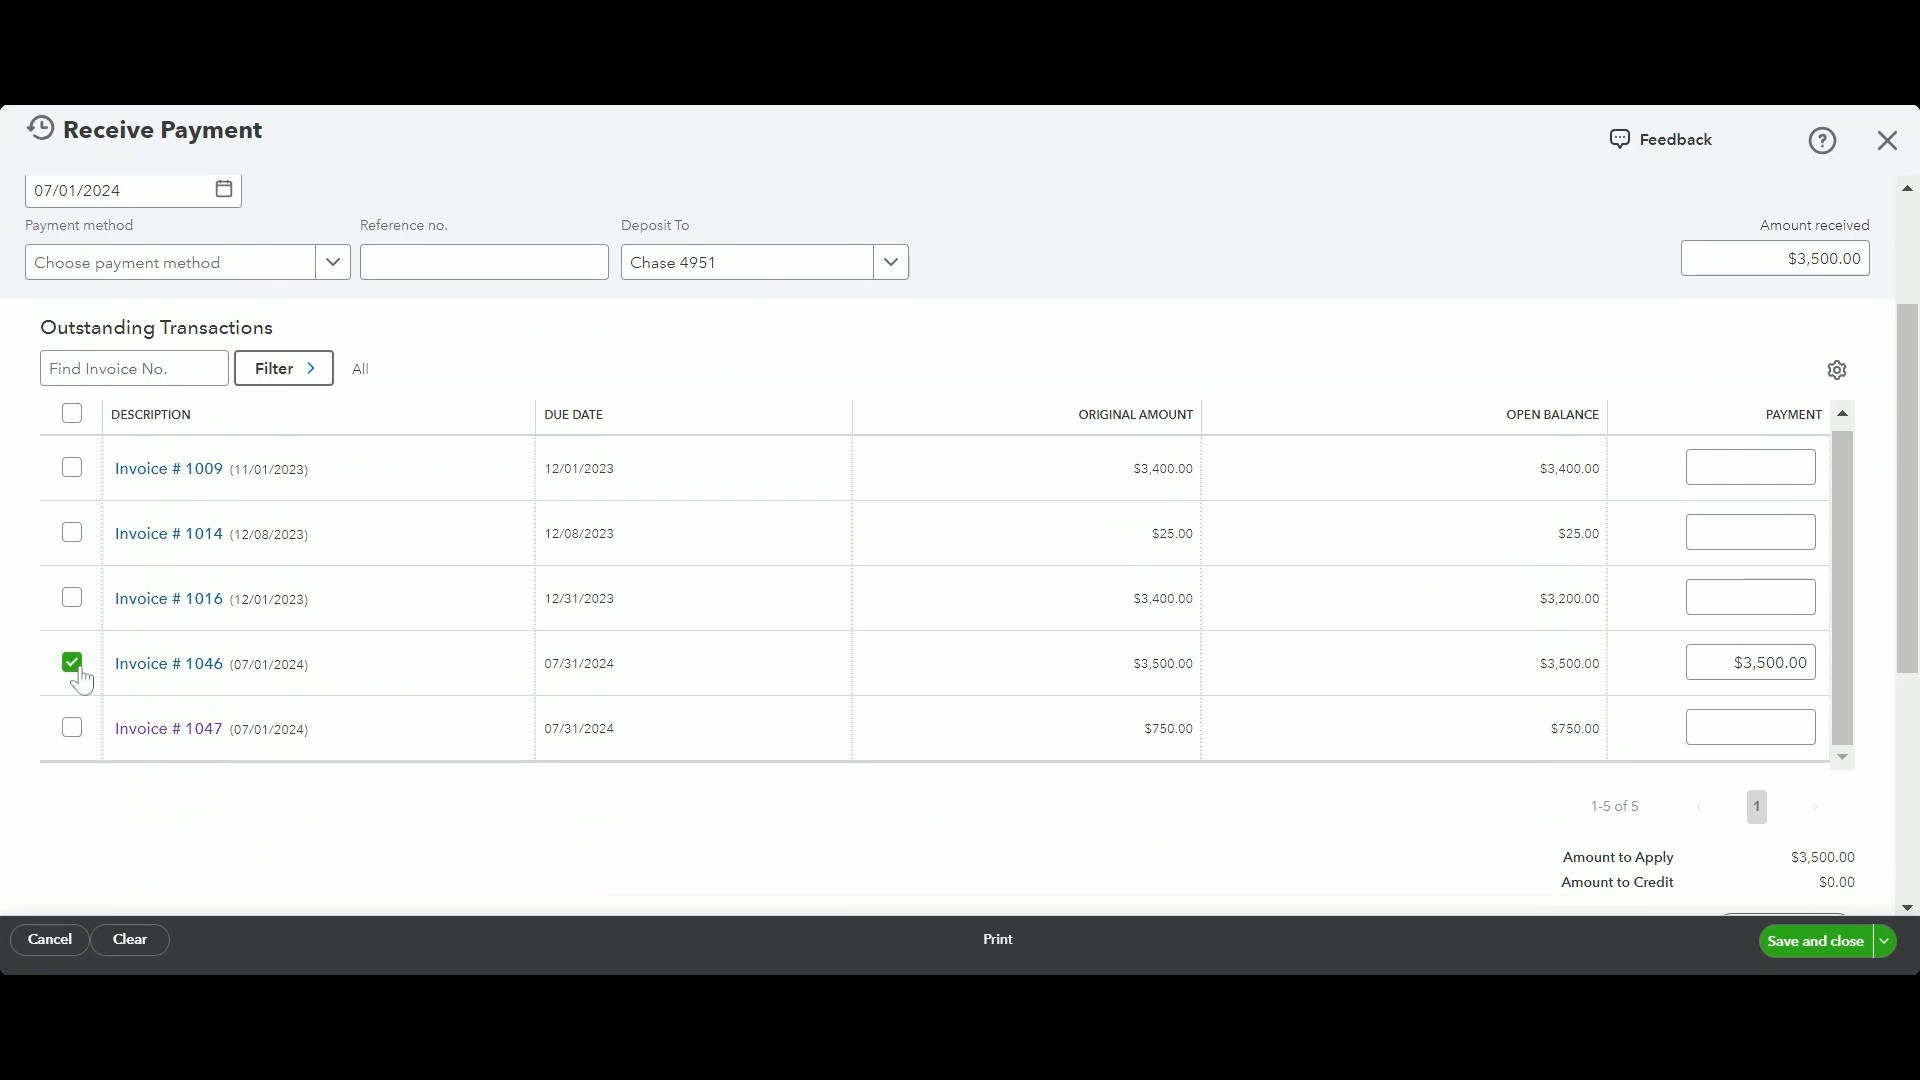 Receive Payment
Feedback
07/01/2024
Payment method
Reference no.
Deposit To
Amount received
Choose payment method
Chase 4951
$3,500.00
Outstanding Transactions
Find Invoice No.
Filter
All
DESCRIPTION DUE DATE ORIGINAL AMOUNT OPEN BALANCE PAYMENT
Invoice # 1009 (11/01/2023) 12/01/2023 $3,400.00 $3,400.00
Invoice # 1014 (12/08/2023) 12/08/2023 $25.00 $25.00
Invoice # 1016 (12/01/2023) 12/31/2023 $3,400.00 $3,200.00
Invoice # 1046 (07/01/2024) 07/31/2024 $3,500.00 $3,500.00 $3,500.00
Invoice # 1047 (07/01/2024) 07/31/2024 $750.00 $750.00
1-5 of 5 1
Amount to Apply $3,500.00
Amount to Credit $0.00
Cancel Clear Print Save and close